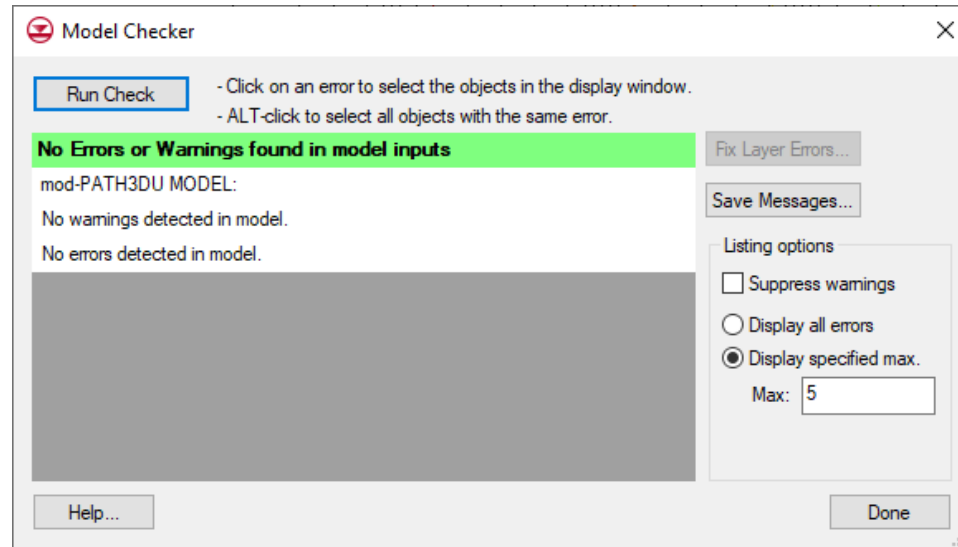 Model Checker
Run Check
- Click on an error to select the objects in the display window.
- ALT-click to select all objects with the same error.
No Errors or Warnings found in model inputs
mod-PATH3DU MODEL:
No warnings detected in model.
No errors detected in model.
Fix Layer Errors...
Save Messages...
Listing options
Suppress warnings
Display all errors
Display specified max.
Max: 5
Help...
Done